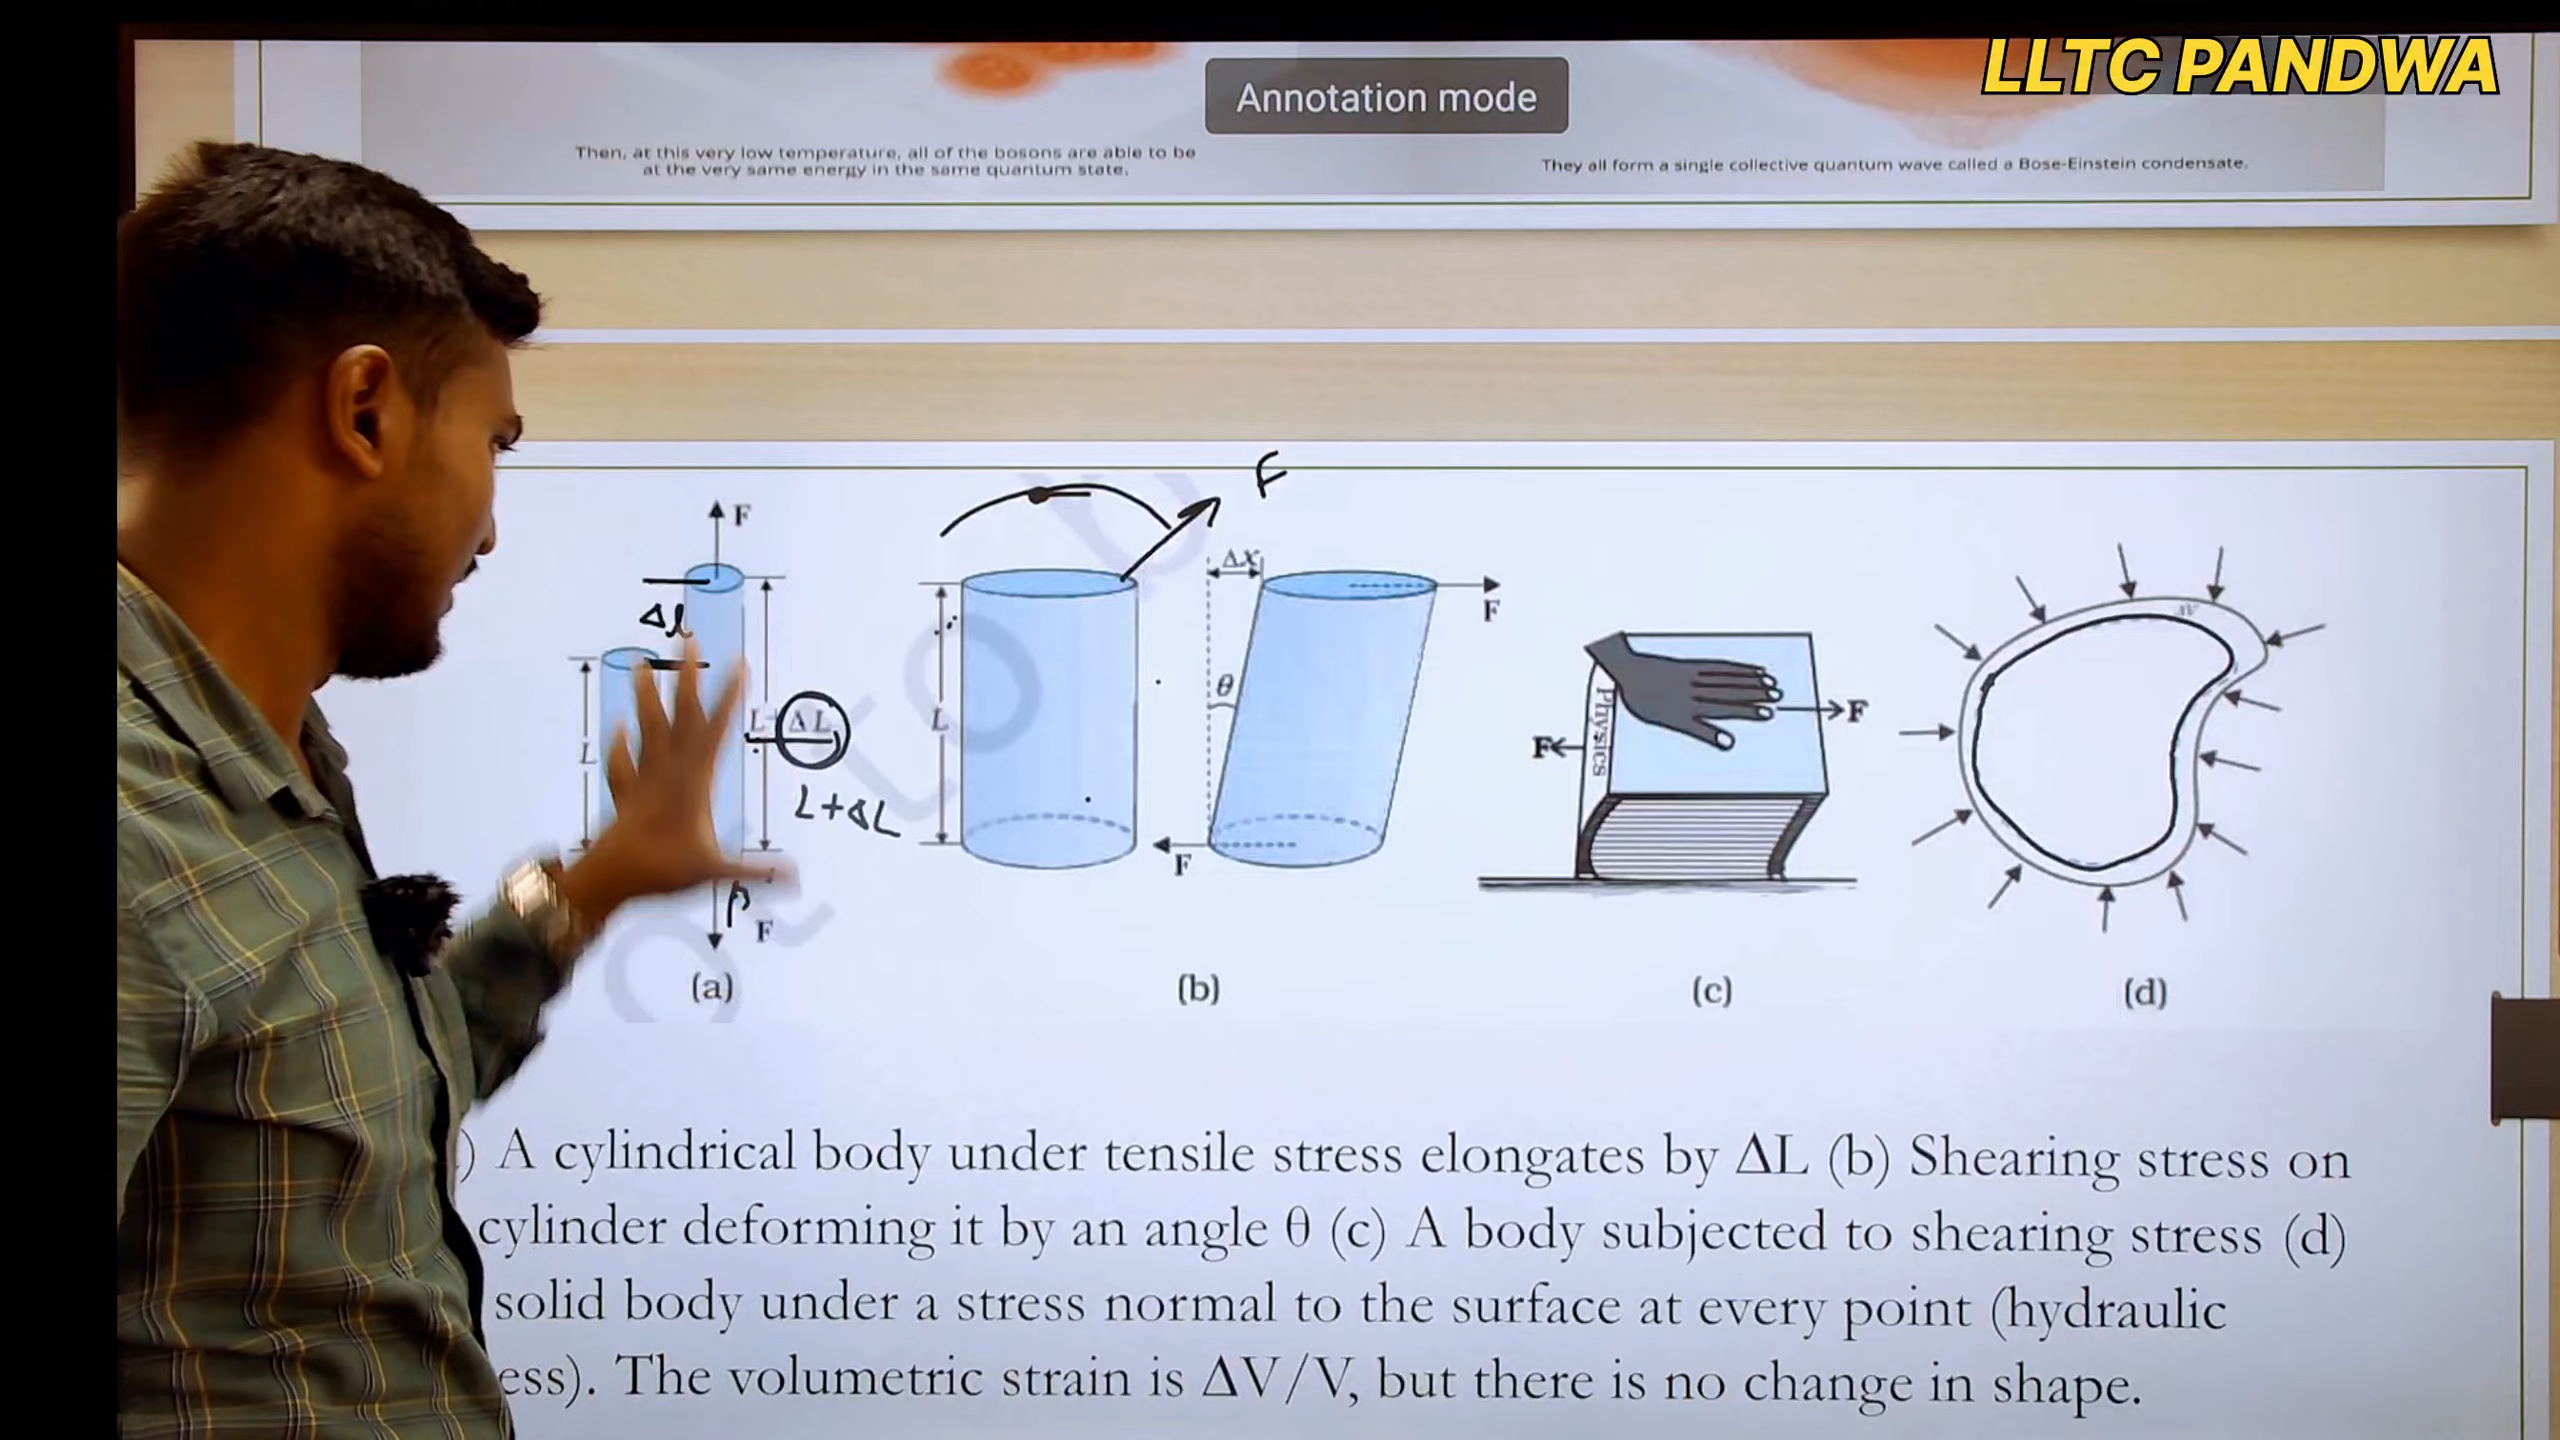 LLTC PANDWA
Annotation mode
Then, at this very low temperature, all of the bosons are able to be
at the very same energy in the same quantum state.
They all form a single collective quantum wave called a Bose-Einstein condensate.
F
F
Δl
L
L+ΔL
L+ΔL
F
(a)
L
Δx
θ
F
F
(b)
Physics
F
F
(c)
ΔV
(d)
) A cylindrical body under tensile stress elongates by ΔL (b) Shearing stress on
cylinder deforming it by an angle θ (c) A body subjected to shearing stress (d)
solid body under a stress normal to the surface at every point (hydraulic
ess). The volumetric strain is ΔV/V, but there is no change in shape.